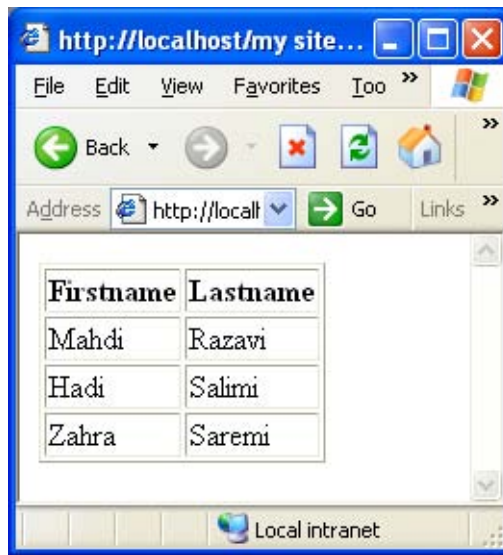 http://localhost/my site...
File Edit View Favorites Too »
Back »
Address http://localh Go Links »
Firstname Lastname
Mahdi Razavi
Hadi Salimi
Zahra Saremi
Local intranet